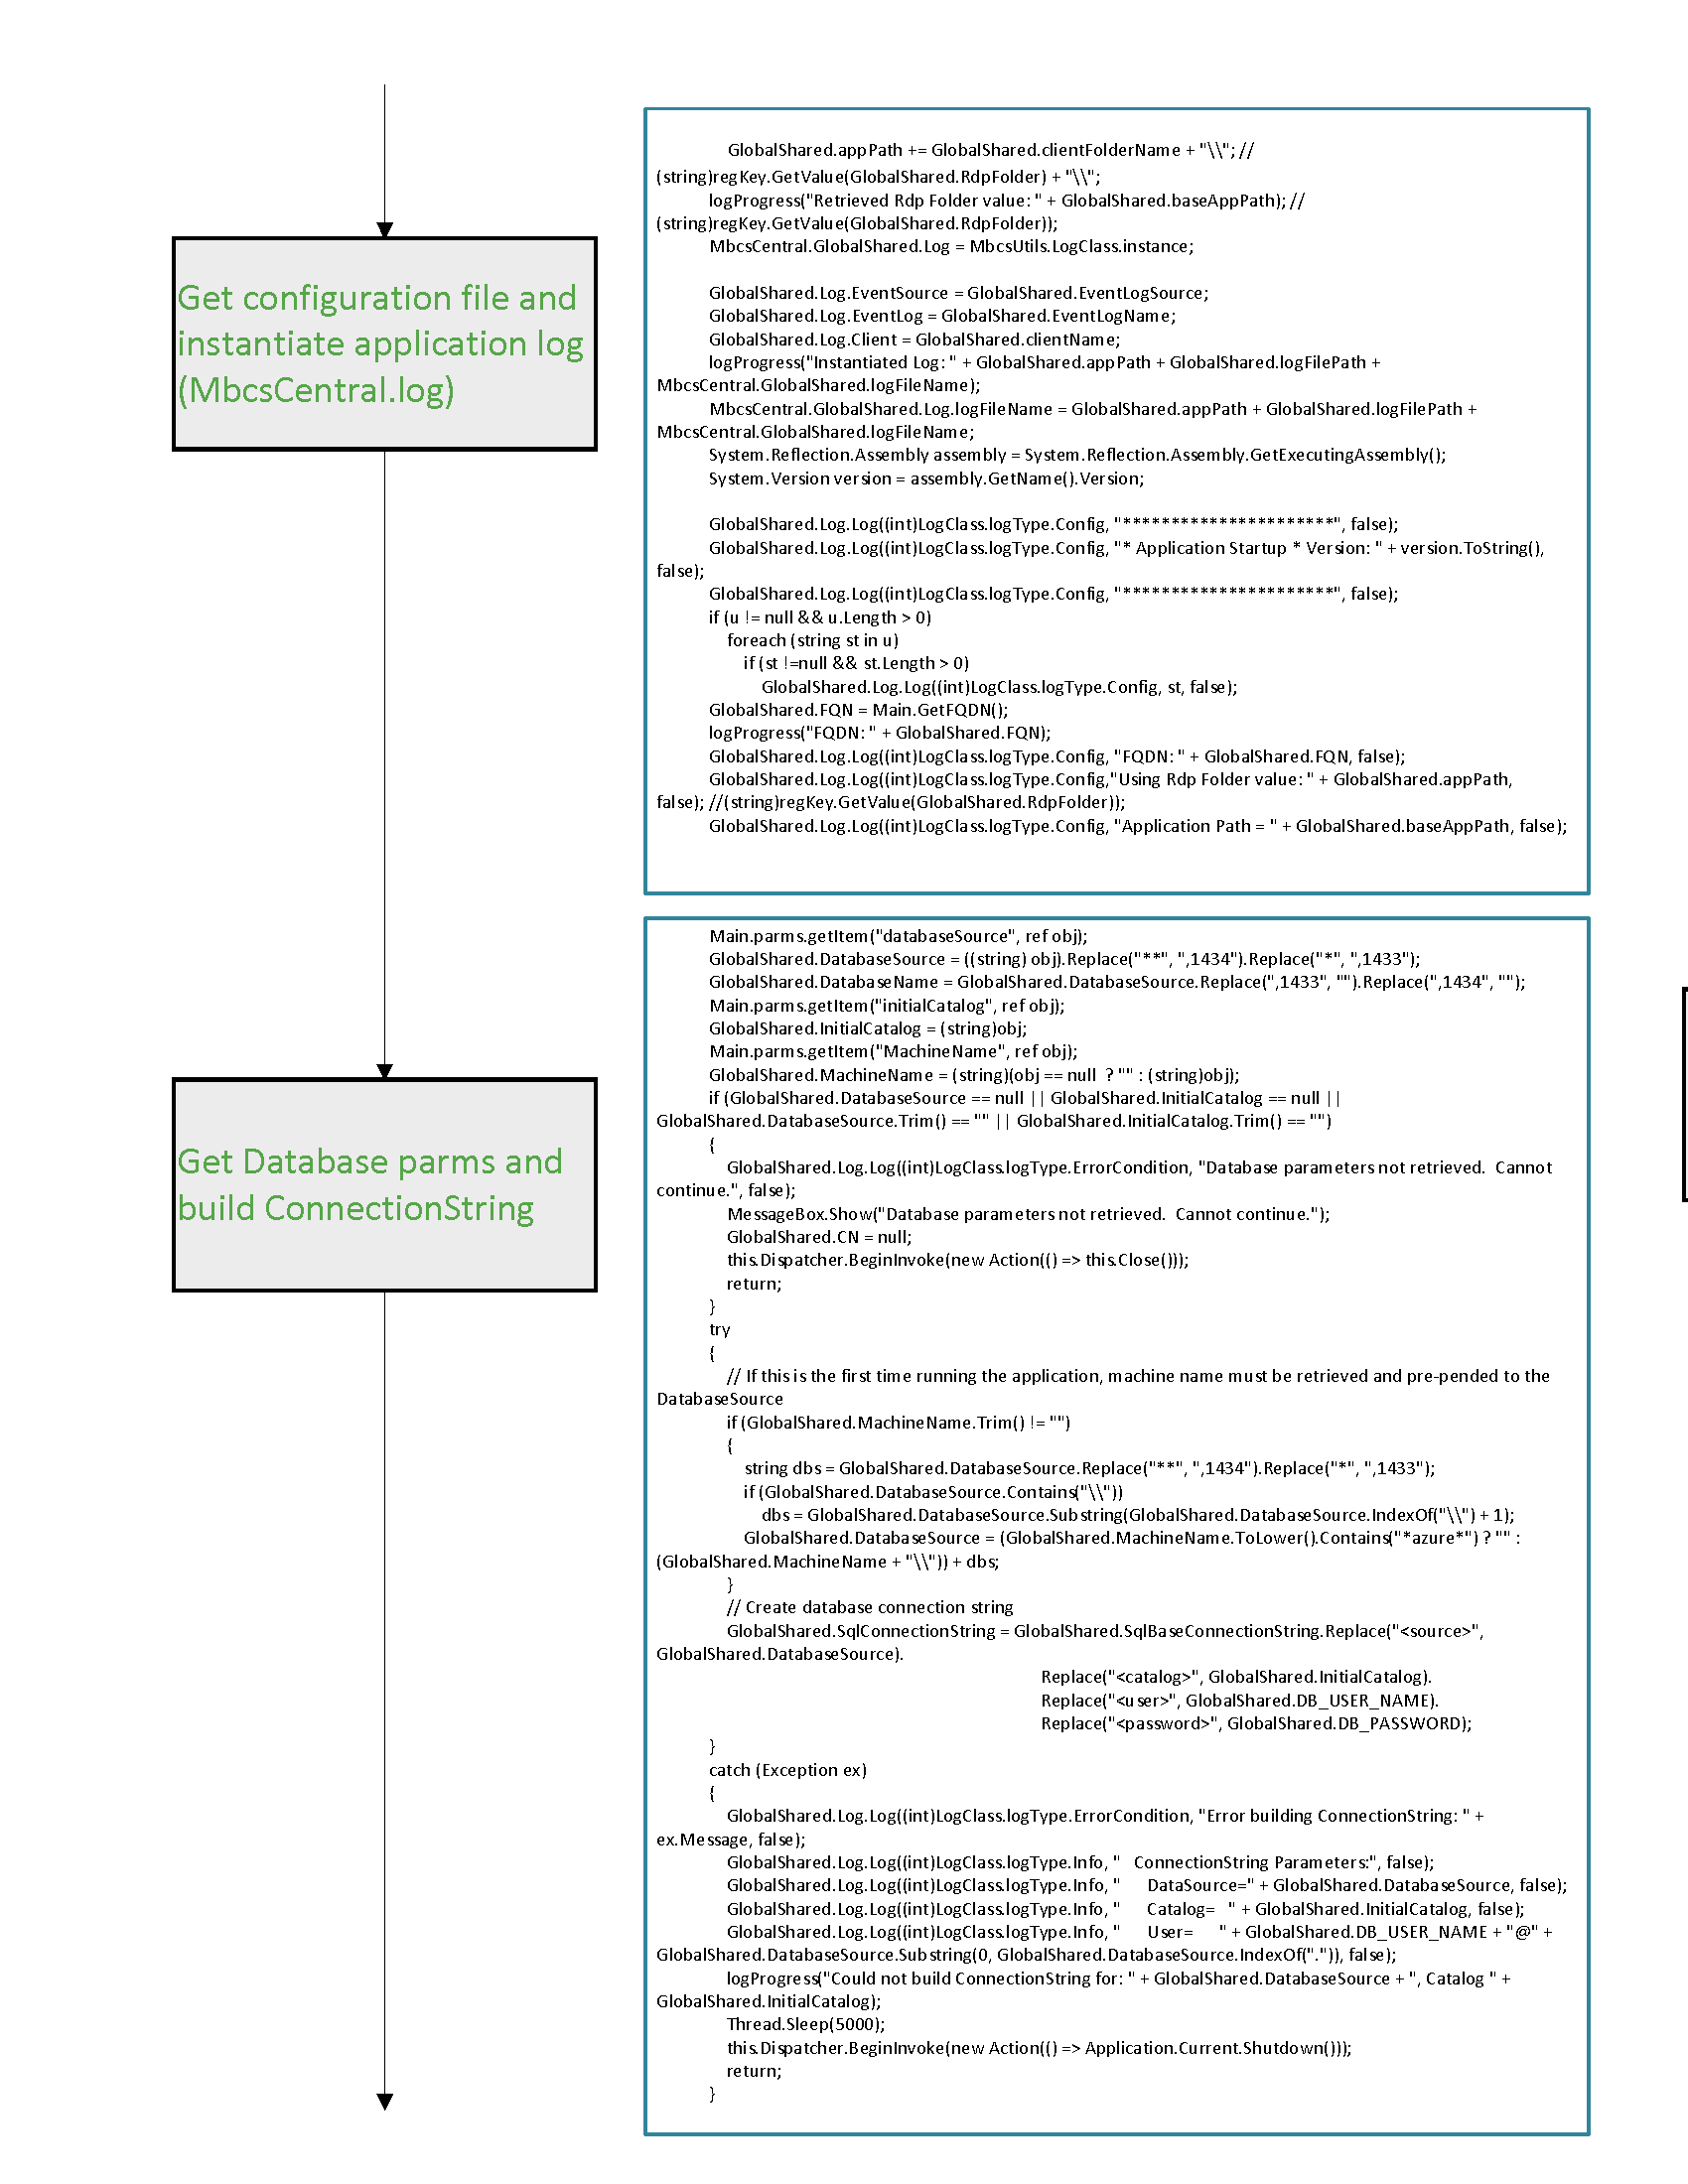 Get configuration file and
instantiate application log
(MbcsCentral.log)
GlobalShared.appPath += GlobalShared.clientFolderName + "\\"; //
(string)regKey.GetValue(GlobalShared.RdpFolder) + "\\";
logProgress("Retrieved Rdp Folder value: " + GlobalShared.baseAppPath); //
(string)regKey.GetValue(GlobalShared.RdpFolder));
MbcsCentral.GlobalShared.Log = MbcsUtils.LogClass.instance;
GlobalShared.Log.EventSource = GlobalShared.EventLogSource;
GlobalShared.Log.EventLog = GlobalShared.EventLogName;
GlobalShared.Log.Client = GlobalShared.clientName;
logProgress("Instantiated Log: " + GlobalShared.appPath + GlobalShared.logFilePath +
MbcsCentral.GlobalShared.logFileName);
MbcsCentral.GlobalShared.Log.logFileName = GlobalShared.appPath + GlobalShared.logFilePath +
MbcsCentral.GlobalShared.logFileName;
System.Reflection.Assembly assembly = System.Reflection.Assembly.GetExecutingAssembly();
System.Version version = assembly.GetName().Version;
GlobalShared.Log.Log((int)LogClass.logType.Config, "**********************", false);
GlobalShared.Log.Log((int)LogClass.logType.Config, "* Application Startup * Version: " + version.ToString(),
false);
GlobalShared.Log.Log((int)LogClass.logType.Config, "**********************", false);
if (u != null && u.Length > 0)
foreach (string st in u)
if (st !=null && st.Length > 0)
GlobalShared.Log.Log((int)LogClass.logType.Config, st, false);
GlobalShared.FQN = Main.GetFQDN();
logProgress("FQDN: " + GlobalShared.FQN);
GlobalShared.Log.Log((int)LogClass.logType.Config, "FQDN: " + GlobalShared.FQN, false);
GlobalShared.Log.Log((int)LogClass.logType.Config,"Using Rdp Folder value: " + GlobalShared.appPath,
false); //(string)regKey.GetValue(GlobalShared.RdpFolder));
GlobalShared.Log.Log((int)LogClass.logType.Config, "Application Path = " + GlobalShared.baseAppPath, false);
Get Database parms and
build ConnectionString
Main.parms.getItem("databaseSource", ref obj);
GlobalShared.DatabaseSource = ((string) obj).Replace("**", ",1434").Replace("*", ",1433");
GlobalShared.DatabaseName = GlobalShared.DatabaseSource.Replace(",1433", "").Replace(",1434", "");
Main.parms.getItem("initialCatalog", ref obj);
GlobalShared.InitialCatalog = (string)obj;
Main.parms.getItem("MachineName", ref obj);
GlobalShared.MachineName = (string)(obj == null  ? "" : (string)obj);
if (GlobalShared.DatabaseSource == null || GlobalShared.InitialCatalog == null ||
GlobalShared.DatabaseSource.Trim() == "" || GlobalShared.InitialCatalog.Trim() == "")
{
GlobalShared.Log.Log((int)LogClass.logType.ErrorCondition, "Database parameters not retrieved.  Cannot
continue.", false);
MessageBox.Show("Database parameters not retrieved.  Cannot continue.");
GlobalShared.CN = null;
this.Dispatcher.BeginInvoke(new Action(() => this.Close()));
return;
}
try
{
// If this is the first time running the application, machine name must be retrieved and pre-pended to the
DatabaseSource
if (GlobalShared.MachineName.Trim() != "")
{
string dbs = GlobalShared.DatabaseSource.Replace("**", ",1434").Replace("*", ",1433");
if (GlobalShared.DatabaseSource.Contains("\\"))
dbs = GlobalShared.DatabaseSource.Substring(GlobalShared.DatabaseSource.IndexOf("\\") + 1);
GlobalShared.DatabaseSource = (GlobalShared.MachineName.ToLower().Contains("*azure*") ? "" :
(GlobalShared.MachineName + "\\")) + dbs;
}
// Create database connection string
GlobalShared.SqlConnectionString = GlobalShared.SqlBaseConnectionString.Replace("<source>",
GlobalShared.DatabaseSource).
Replace("<catalog>", GlobalShared.InitialCatalog).
Replace("<user>", GlobalShared.DB_USER_NAME).
Replace("<password>", GlobalShared.DB_PASSWORD);
}
catch (Exception ex)
{
GlobalShared.Log.Log((int)LogClass.logType.ErrorCondition, "Error building ConnectionString: " +
ex.Message, false);
GlobalShared.Log.Log((int)LogClass.logType.Info, "   ConnectionString Parameters:", false);
GlobalShared.Log.Log((int)LogClass.logType.Info, "      DataSource=" + GlobalShared.DatabaseSource, false);
GlobalShared.Log.Log((int)LogClass.logType.Info, "      Catalog=   " + GlobalShared.InitialCatalog, false);
GlobalShared.Log.Log((int)LogClass.logType.Info, "      User=      " + GlobalShared.DB_USER_NAME + "@" +
GlobalShared.DatabaseSource.Substring(0, GlobalShared.DatabaseSource.IndexOf(".")), false);
logProgress("Could not build ConnectionString for: " + GlobalShared.DatabaseSource + ", Catalog " +
GlobalShared.InitialCatalog);
Thread.Sleep(5000);
this.Dispatcher.BeginInvoke(new Action(() => Application.Current.Shutdown()));
return;
}